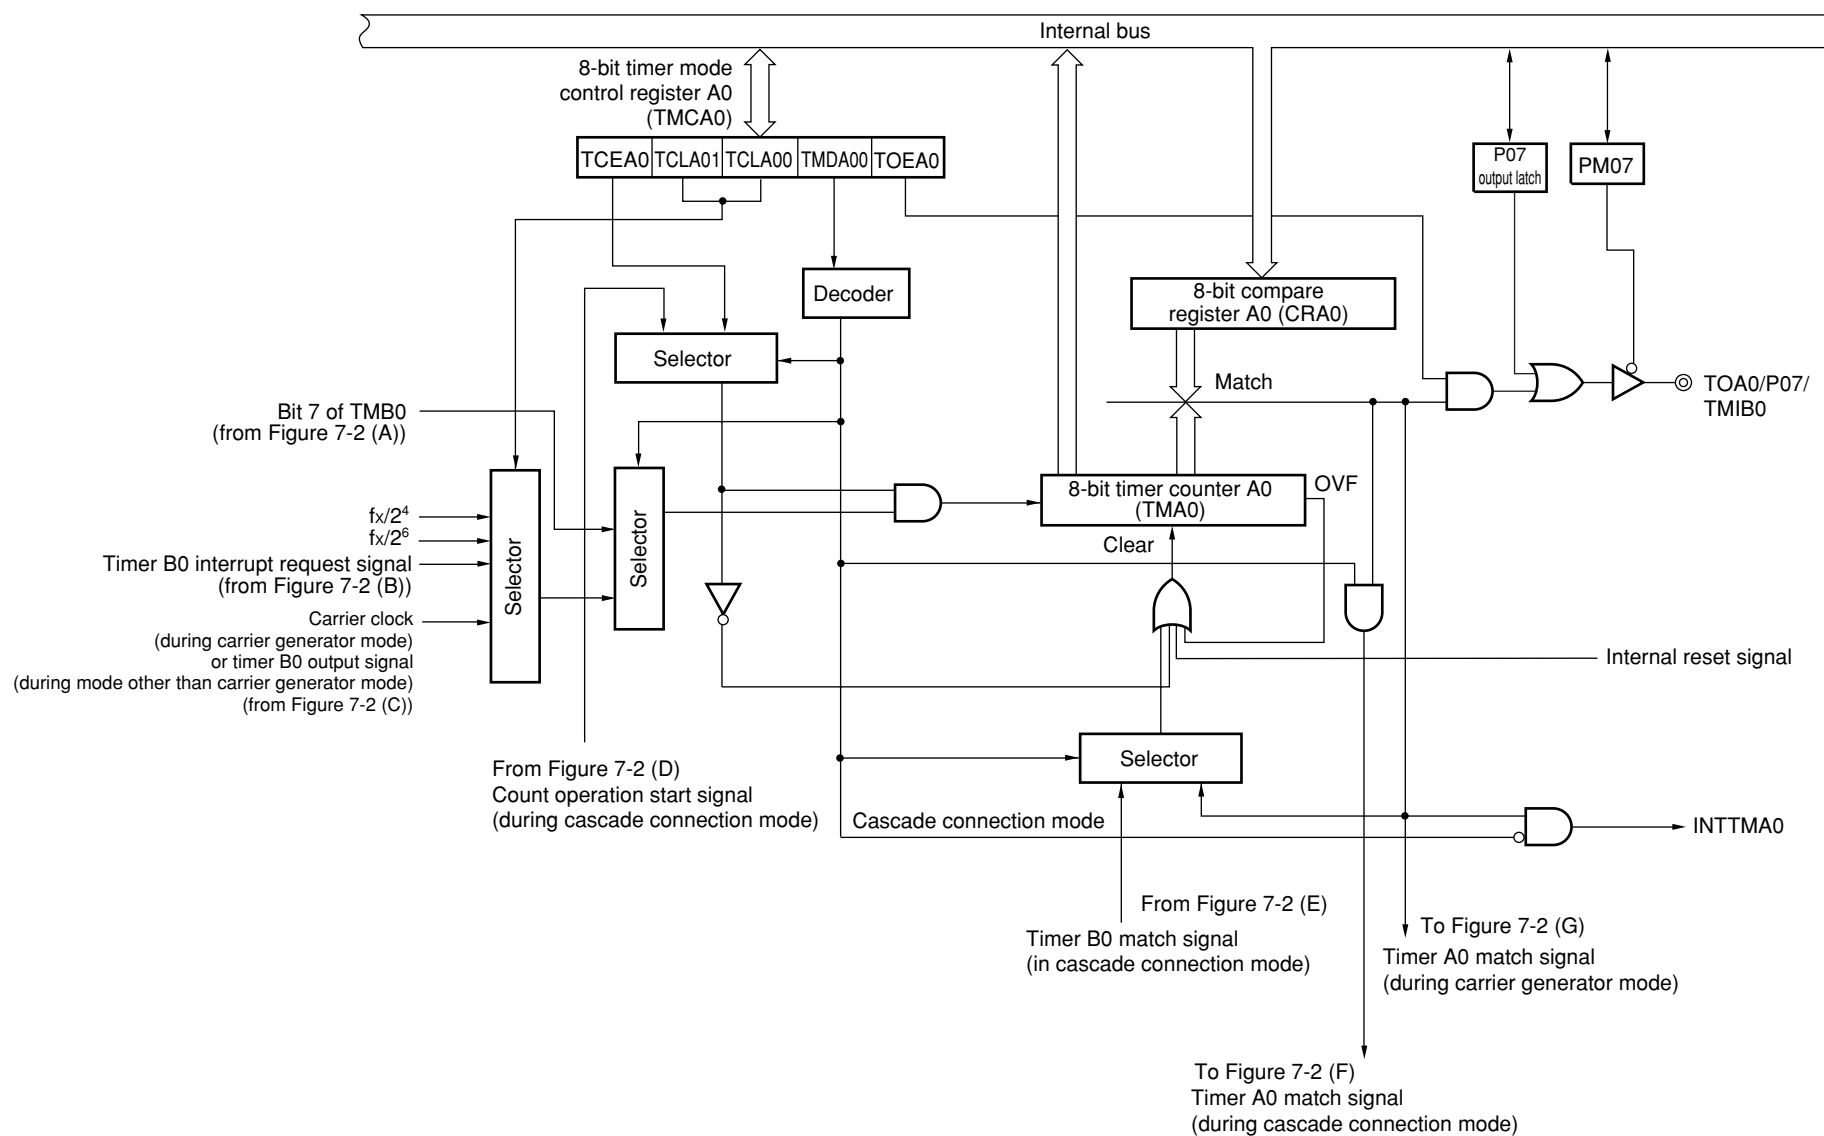 Internal bus
8-bit timer mode
control register A0
(TMCA0)
TCEA0 TCLA01 TCLA00 TMDA00 TOEA0
P07
output latch
PM07
Decoder
8-bit compare
register A0 (CRA0)
Selector
Match
TOA0/P07/
TMIB0
Bit 7 of TMB0
(from Figure 7-2 (A))
8-bit timer counter A0
(TMA0)
OVF
Clear
fx/2⁴
fx/2⁶
Timer B0 interrupt request signal
(from Figure 7-2 (B))
Carrier clock
(during carrier generator mode)
or timer B0 output signal
(during mode other than carrier generator mode)
(from Figure 7-2 (C))
Selector
Selector
Internal reset signal
Selector
From Figure 7-2 (D)
Count operation start signal
(during cascade connection mode)
Cascade connection mode
INTTMA0
From Figure 7-2 (E)
Timer B0 match signal
(in cascade connection mode)
To Figure 7-2 (G)
Timer A0 match signal
(during carrier generator mode)
To Figure 7-2 (F)
Timer A0 match signal
(during cascade connection mode)